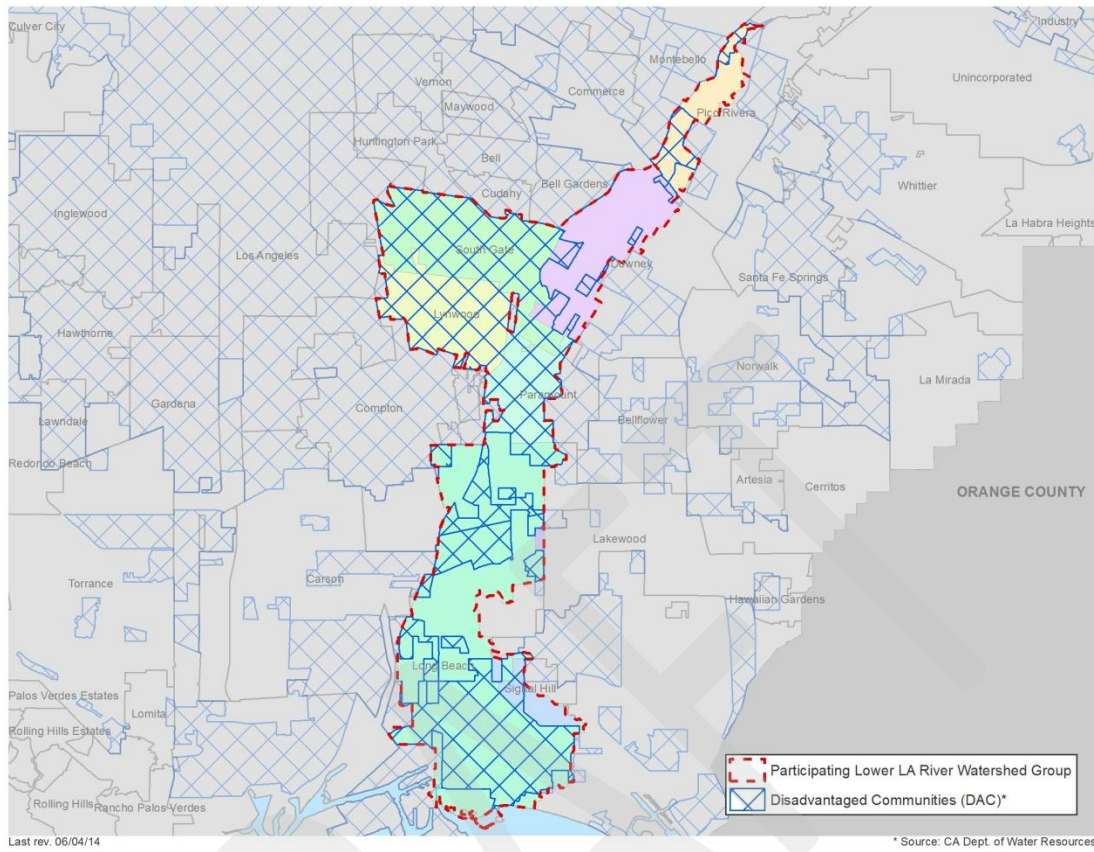 Culver City
Industry
Montebello
Vernon
Commerce
Unincorporated
Maywood
Pico Rivera
Huntington Park
Bell
Whittier
Bell Gardens
Cudahy
Inglewood
La Habra Heights
South Gate
Los Angeles
Downey
Santa Fe Springs
Lynwood
Hawthorne
Norwalk
La Mirada
Paramount
Gardena
Compton
Bellflower
Lawndale
Redondo Beach
Artesia
Cerritos
ORANGE COUNTY
Lakewood
Torrance
Carson
Hawaiian Gardens
Long Beach
Signal Hill
Palos Verdes Estates
Lomita
Rolling Hills Estates
Rolling Hills
Rancho Palos Verdes
Participating Lower LA River Watershed Group
Disadvantaged Communities (DAC)*
Last rev. 06/04/14
* Source: CA Dept. of Water Resources